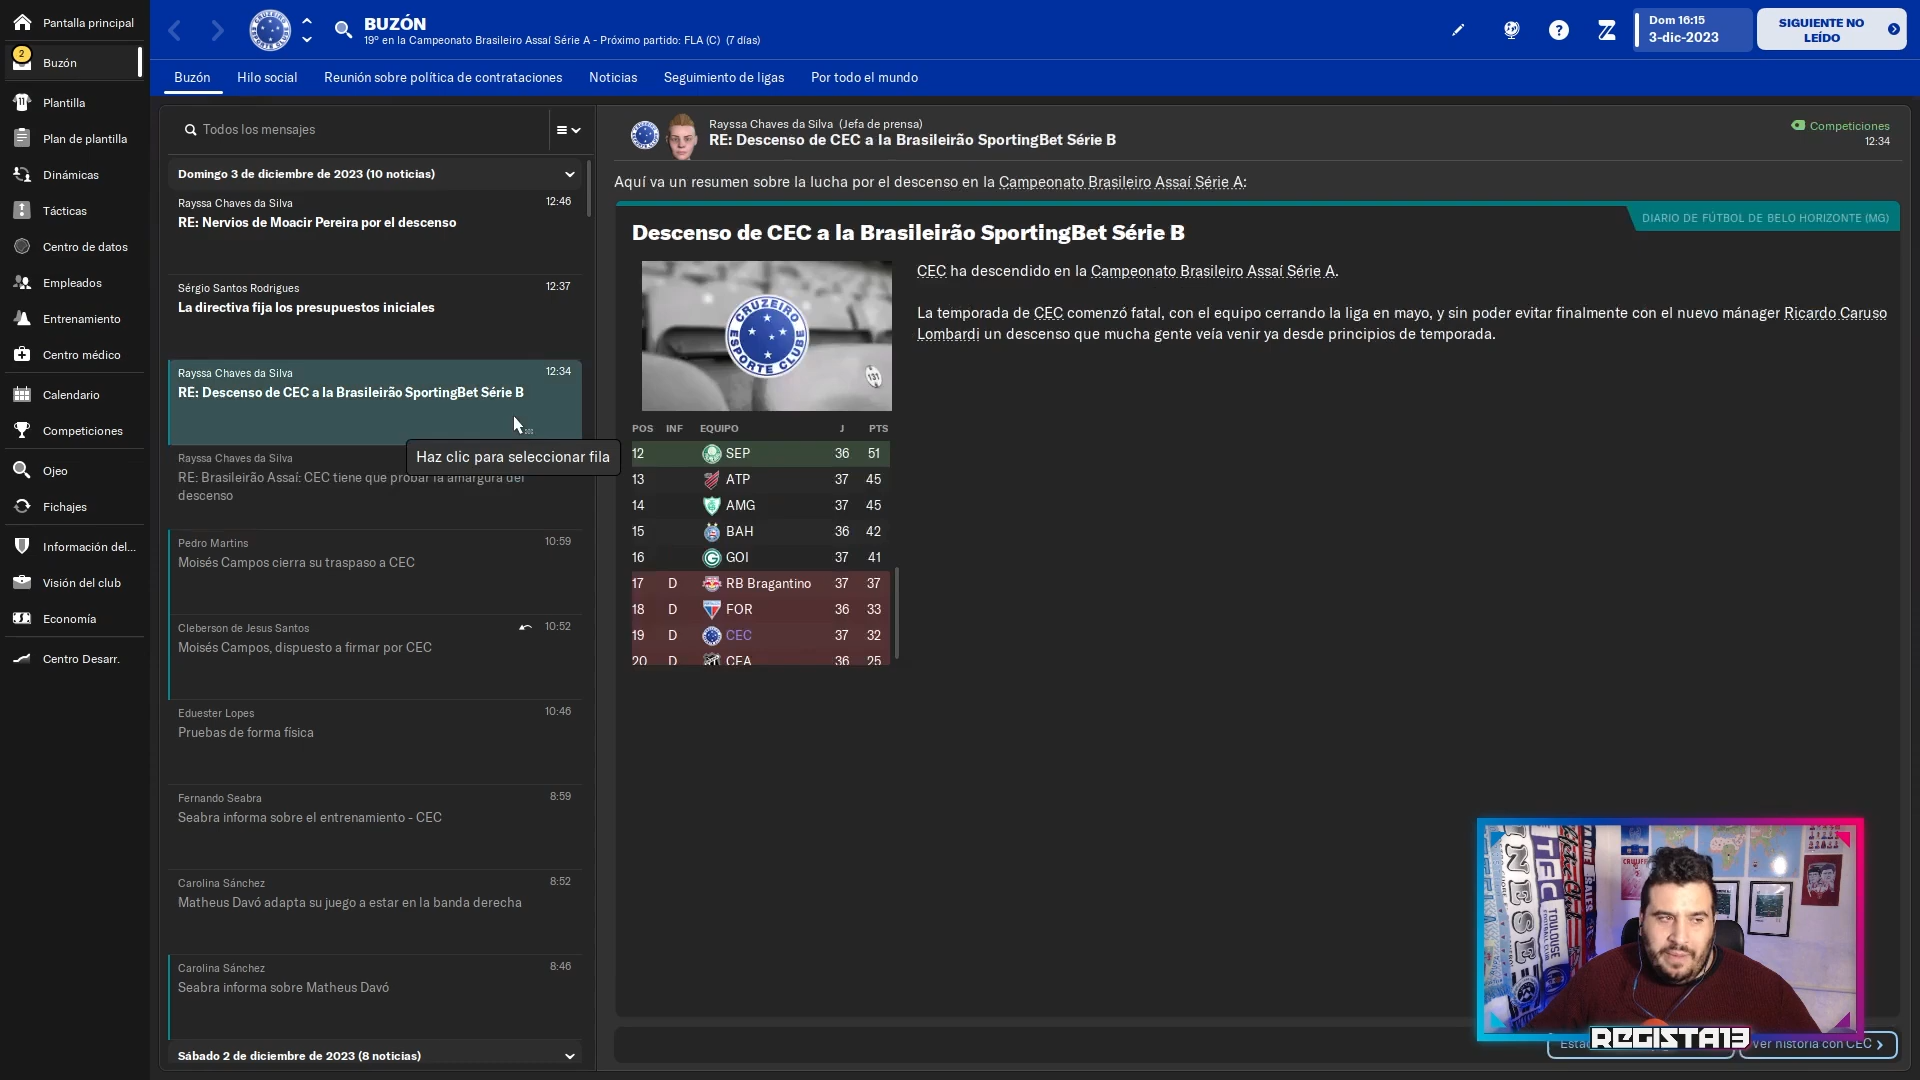 Pantalla principal
2
Buzón
Plantilla
Plan de plantilla
Dinámicas
Tácticas
Centro de datos
Empleados
Entrenamiento
Centro médico
Calendario
Competiciones
Ojeo
Fichajes
Información del...
Visión del club
Economía
Centro Desarr.
BUZÓN
19º en la Campeonato Brasileiro Assaí Série A - Próximo partido: FLA (C) (7 días)
Dom 16:15
3-dic-2023
SIGUIENTE NO
LEÍDO
Buzón
Hilo social
Reunión sobre política de contrataciones
Noticias
Seguimiento de ligas
Por todo el mundo
Todos los mensajes
Domingo 3 de diciembre de 2023 (10 noticias)
Rayssa Chaves da Silva 12:46
RE: Nervios de Moacir Pereira por el descenso
Sérgio Santos Rodrigues 12:37
La directiva fija los presupuestos iniciales
Rayssa Chaves da Silva 12:34
RE: Descenso de CEC a la Brasileirão SportingBet Série B
Haz clic para seleccionar fila
Rayssa Chaves da Silva
RE: Brasileirão Assaí: CEC tiene que probar la amargura del
descenso
Pedro Martins 10:59
Moisés Campos cierra su traspaso a CEC
Cleberson de Jesus Santos 10:52
Moisés Campos, dispuesto a firmar por CEC
Eduester Lopes 10:46
Pruebas de forma física
Fernando Seabra 8:59
Seabra informa sobre el entrenamiento - CEC
Carolina Sánchez 8:52
Matheus Davó adapta su juego a estar en la banda derecha
Carolina Sánchez 8:46
Seabra informa sobre Matheus Davó
Sábado 2 de diciembre de 2023 (8 noticias)
Rayssa Chaves da Silva (Jefa de prensa)
RE: Descenso de CEC a la Brasileirão SportingBet Série B
Competiciones
12:34
Aquí va un resumen sobre la lucha por el descenso en la Campeonato Brasileiro Assaí Série A:
DIARIO DE FÚTBOL DE BELO HORIZONTE (MG)
Descenso de CEC a la Brasileirão SportingBet Série B
CRUZEIRO
ESPORTE CLUBE
131
CEC ha descendido en la Campeonato Brasileiro Assaí Série A.
La temporada de CEC comenzó fatal, con el equipo cerrando la liga en mayo, y sin poder evitar finalmente con el nuevo mánager Ricardo Caruso
Lombardi un descenso que mucha gente veía venir ya desde principios de temporada.
POS INF EQUIPO J PTS
12 SEP 36 51
13 ATP 37 45
14 AMG 37 45
15 BAH 36 42
16 GOI 37 41
17 D RB Bragantino 37 37
18 D FOR 36 33
19 D CEC 37 32
20 D CEA 36 25
TFC
TOULOUSE
REGISTA13
Ver historia con CEC